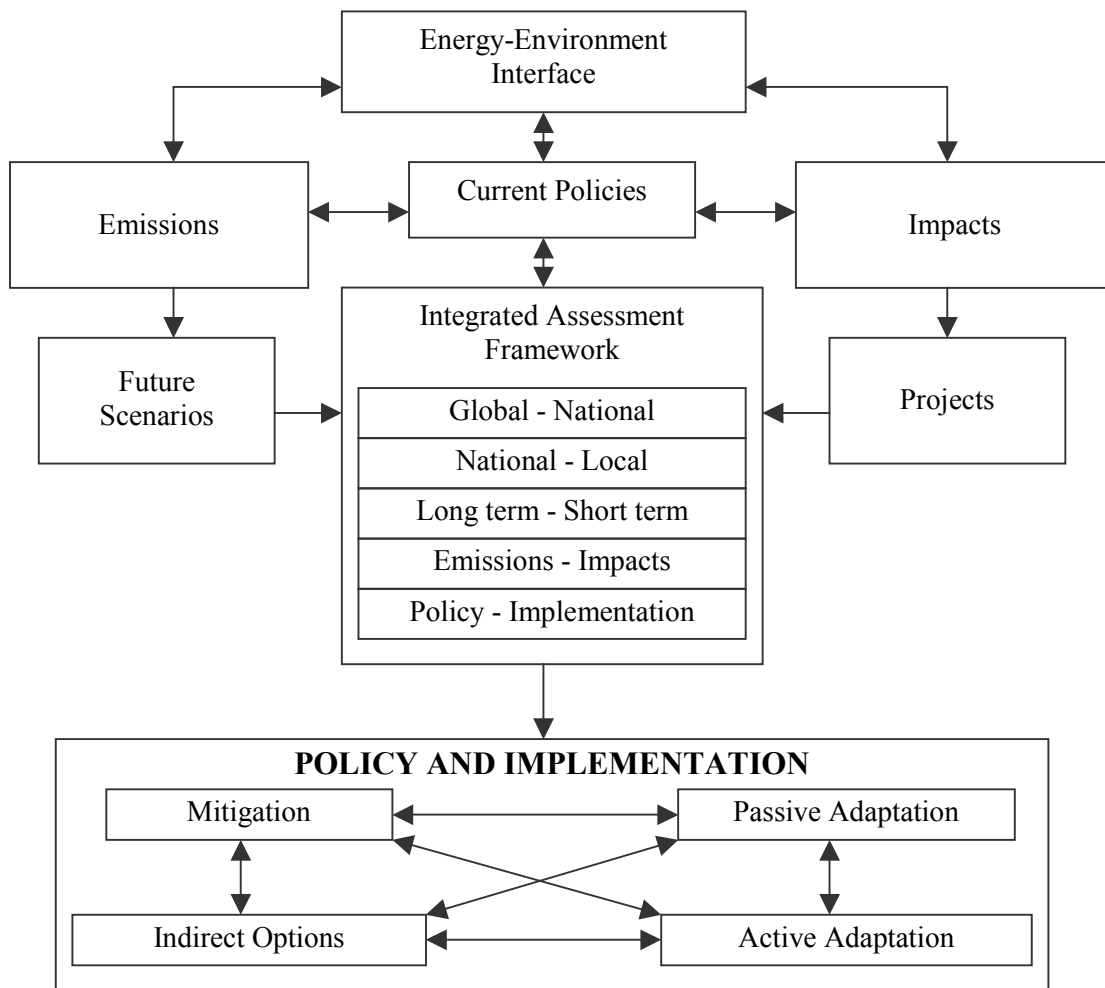 Energy-Environment
Interface
Emissions
Current Policies
Impacts
Future
Scenarios
Integrated Assessment
Framework
Global - National
National - Local
Long term - Short term
Emissions - Impacts
Policy - Implementation
Projects
POLICY AND IMPLEMENTATION
Mitigation
Passive Adaptation
Indirect Options
Active Adaptation